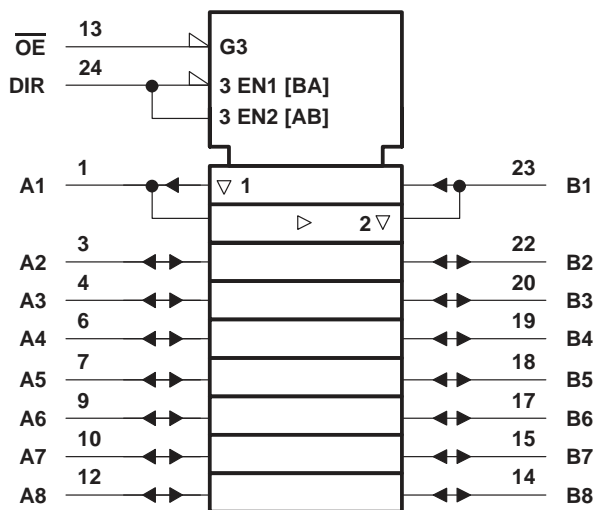 OE 13 G3
DIR 24 3 EN1 [BA]
3 EN2 [AB]
A1 1 ▽ 1 23 B1
▷ 2 ▽
A2 3 22 B2
A3 4 20 B3
A4 6 19 B4
A5 7 18 B5
A6 9 17 B6
A7 10 15 B7
A8 12 14 B8